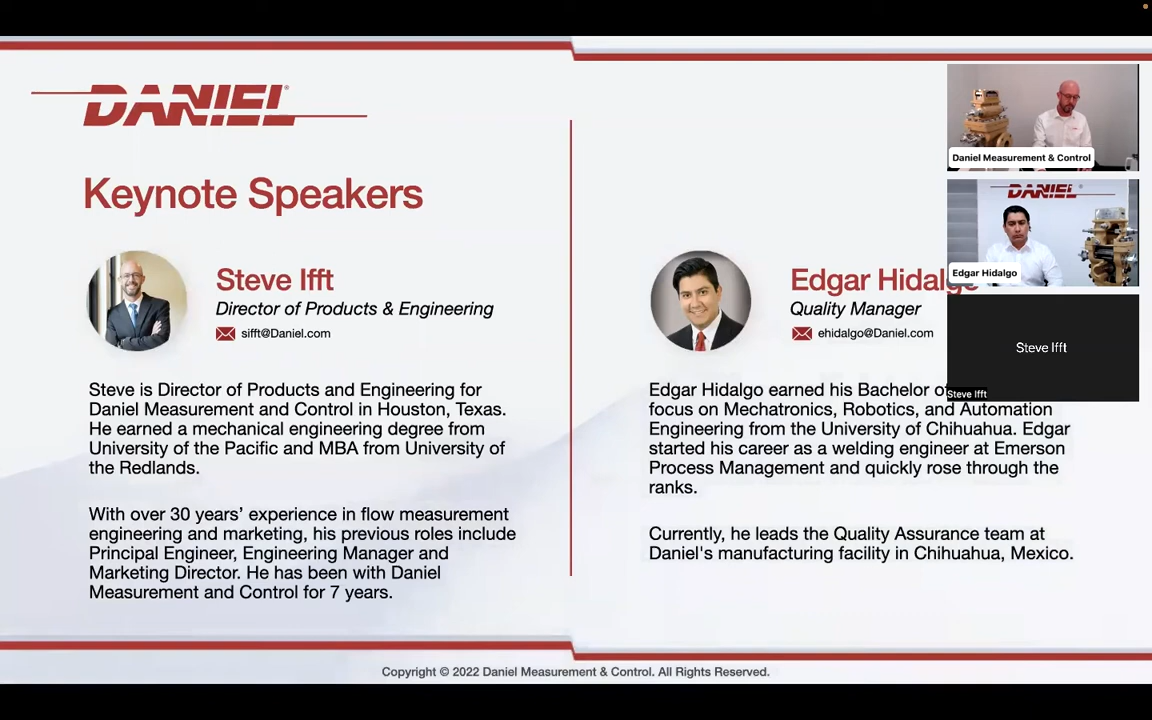 DANIEL®
Keynote Speakers
Steve Ifft
Director of Products & Engineering
sifft@Daniel.com
Steve is Director of Products and Engineering for
Daniel Measurement and Control in Houston, Texas.
He earned a mechanical engineering degree from
University of the Pacific and MBA from University of
the Redlands.
With over 30 years’ experience in flow measurement
engineering and marketing, his previous roles include
Principal Engineer, Engineering Manager and
Marketing Director. He has been with Daniel
Measurement and Control for 7 years.
Edgar Hidalgo
Quality Manager
ehidalgo@Daniel.com
Edgar Hidalgo earned his Bachelor of
focus on Mechatronics, Robotics, and Automation
Engineering from the University of Chihuahua. Edgar
started his career as a welding engineer at Emerson
Process Management and quickly rose through the
ranks.
Currently, he leads the Quality Assurance team at
Daniel's manufacturing facility in Chihuahua, Mexico.
Daniel Measurement & Control
DANIEL
Edgar Hidalgo
Steve Ifft
Steve Ifft
Copyright © 2022 Daniel Measurement & Control. All Rights Reserved.